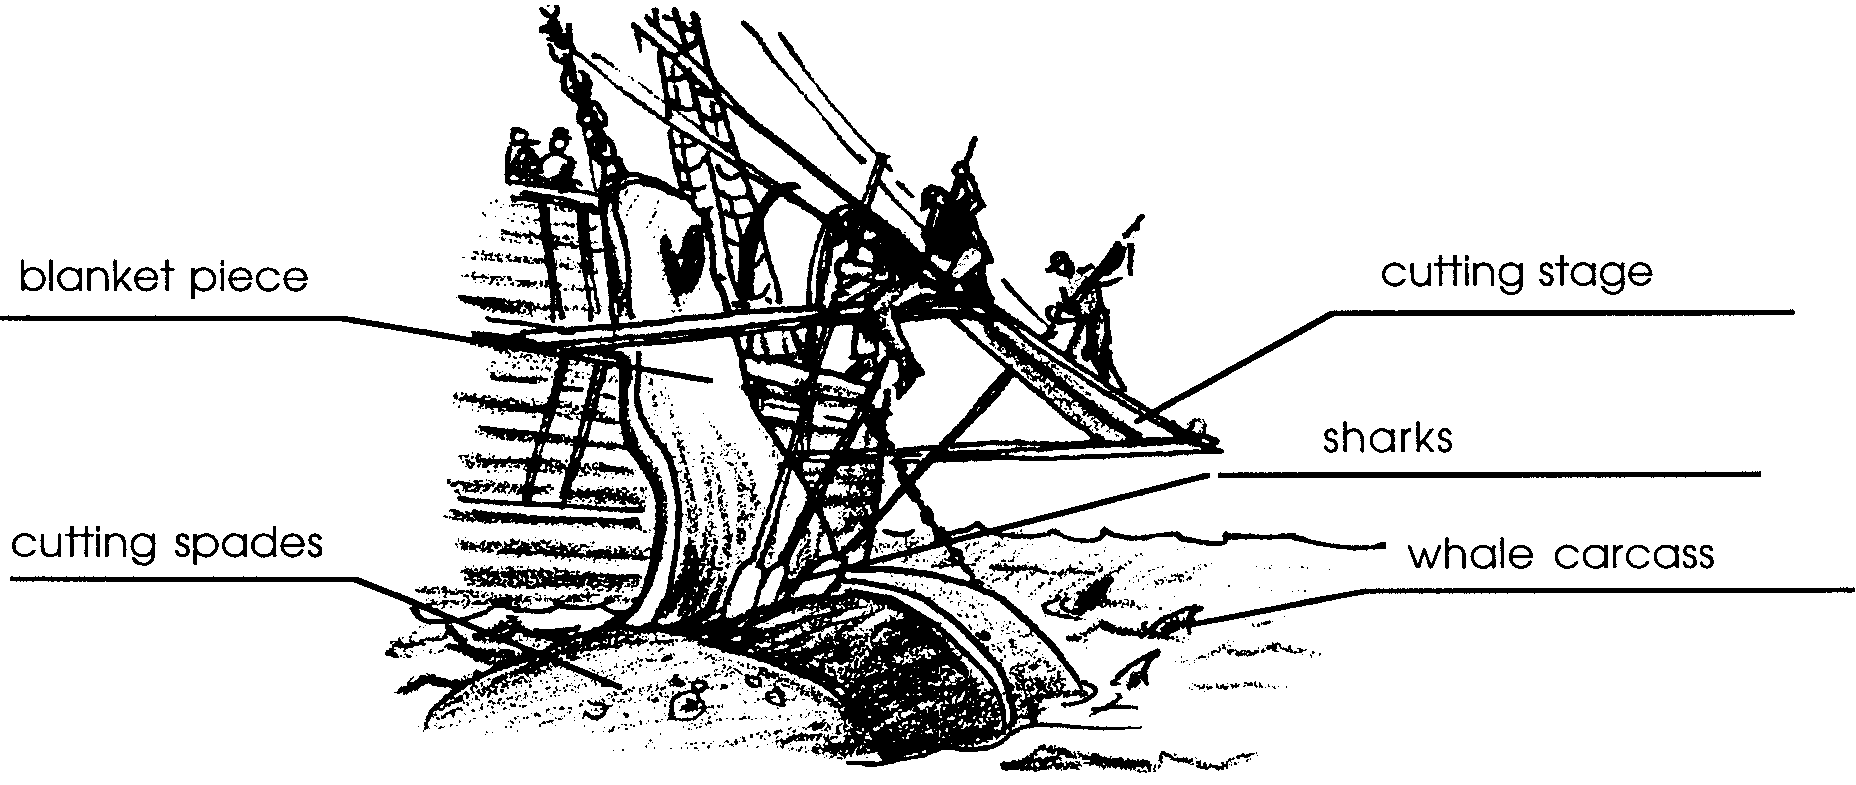 blanket piece
cutting stage
sharks
cutting spades
whale carcass